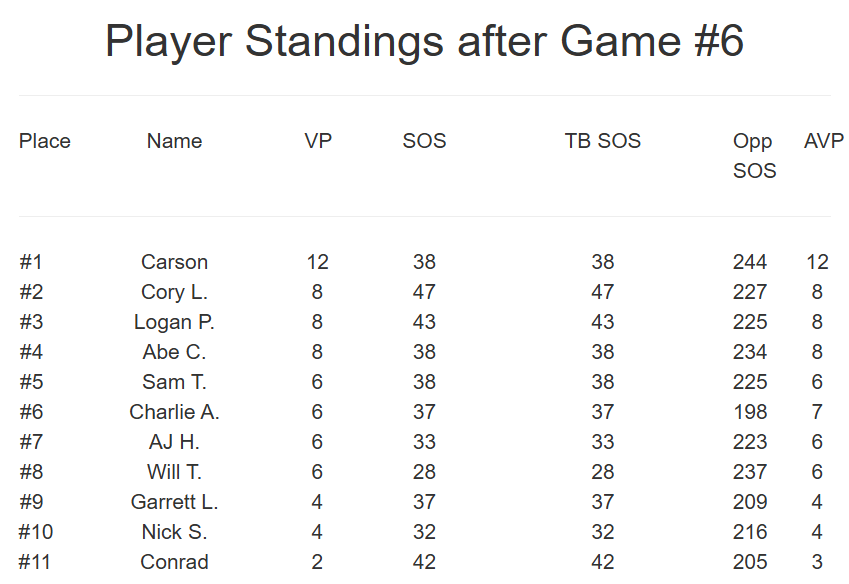 Player Standings after Game #6
Place Name VP SOS TB SOS Opp SOS AVP
#1 Carson 12 38 38 244 12
#2 Cory L. 8 47 47 227 8
#3 Logan P. 8 43 43 225 8
#4 Abe C. 8 38 38 234 8
#5 Sam T. 6 38 38 225 6
#6 Charlie A. 6 37 37 198 7
#7 AJ H. 6 33 33 223 6
#8 Will T. 6 28 28 237 6
#9 Garrett L. 4 37 37 209 4
#10 Nick S. 4 32 32 216 4
#11 Conrad 2 42 42 205 3